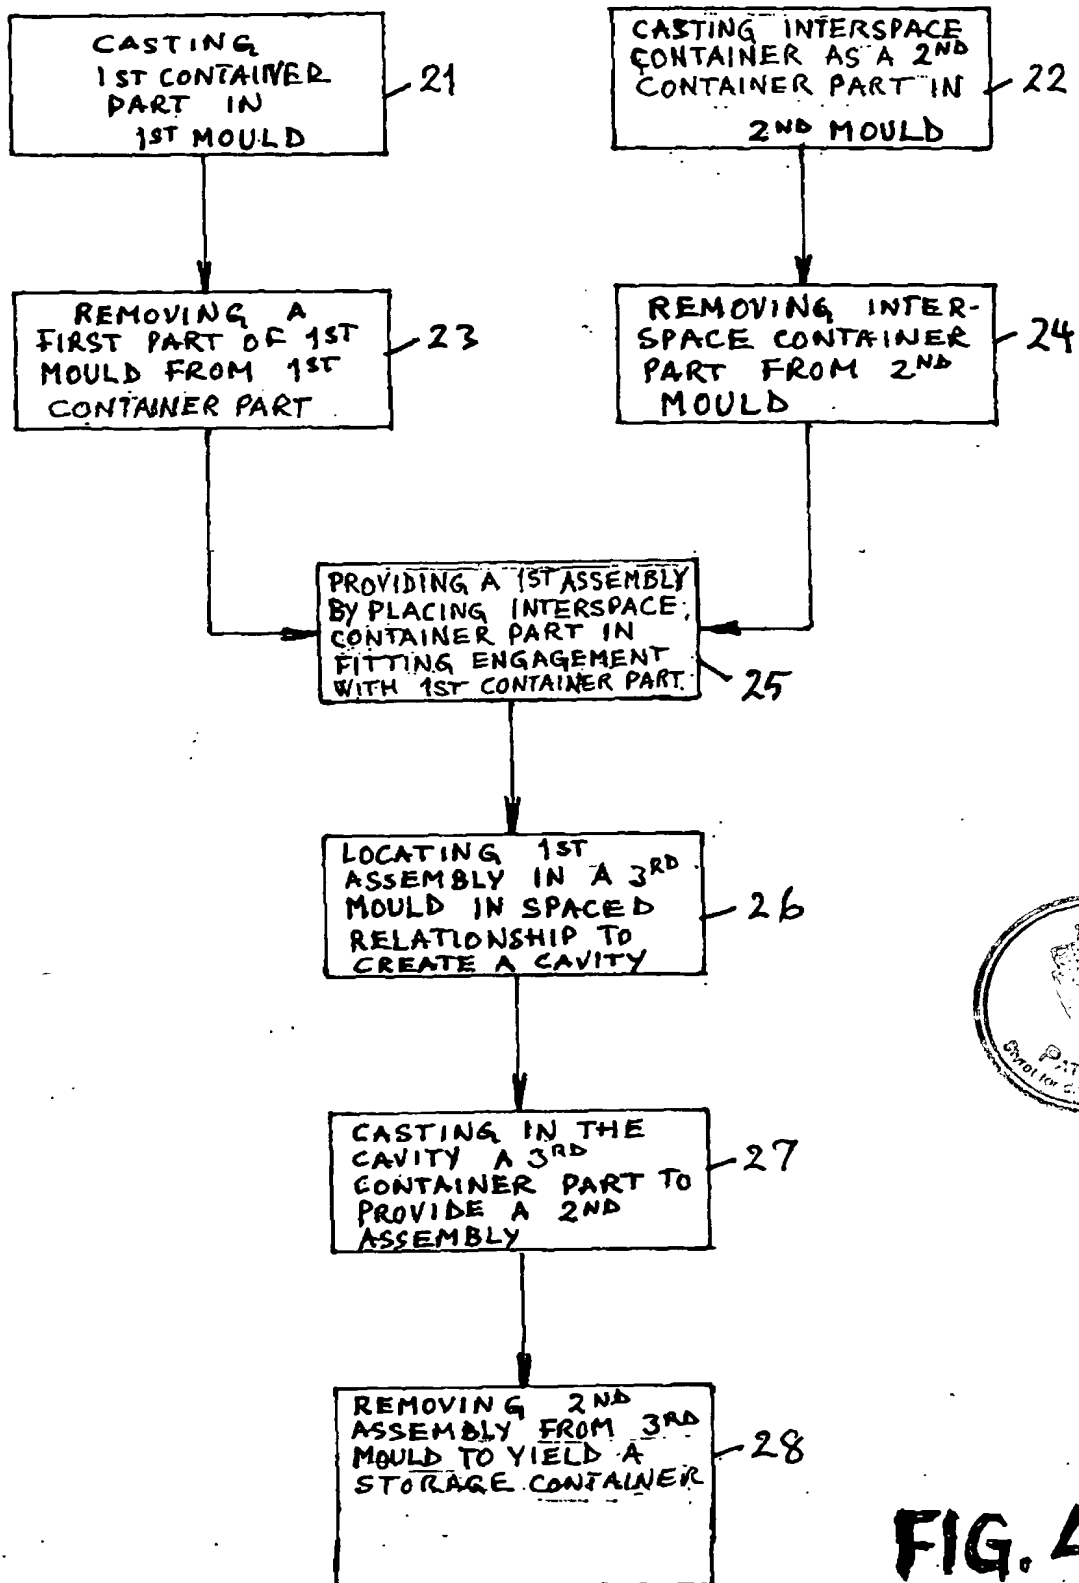 CASTING
1ST CONTAINER
PART IN
1ST MOULD
21
CASTING INTERSPACE
CONTAINER AS A 2ND
CONTAINER PART IN
2ND MOULD
22
REMOVING A
FIRST PART OF 1ST
MOULD FROM 1ST
CONTAINER PART
23
REMOVING INTER-
SPACE CONTAINER
PART FROM 2ND
MOULD
24
PROVIDING A 1ST ASSEMBLY
BY PLACING INTERSPACE
CONTAINER PART IN
FITTING ENGAGEMENT
WITH 1ST CONTAINER PART.
25
LOCATING 1ST
ASSEMBLY IN A 3RD
MOULD IN SPACED
RELATIONSHIP TO
CREATE A CAVITY
26
CASTING IN THE
CAVITY A 3RD
CONTAINER PART TO
PROVIDE A 2ND
ASSEMBLY
27
REMOVING 2ND
ASSEMBLY FROM 3RD
MOULD TO YIELD A
STORAGE CONTAINER
28
FIG. 4